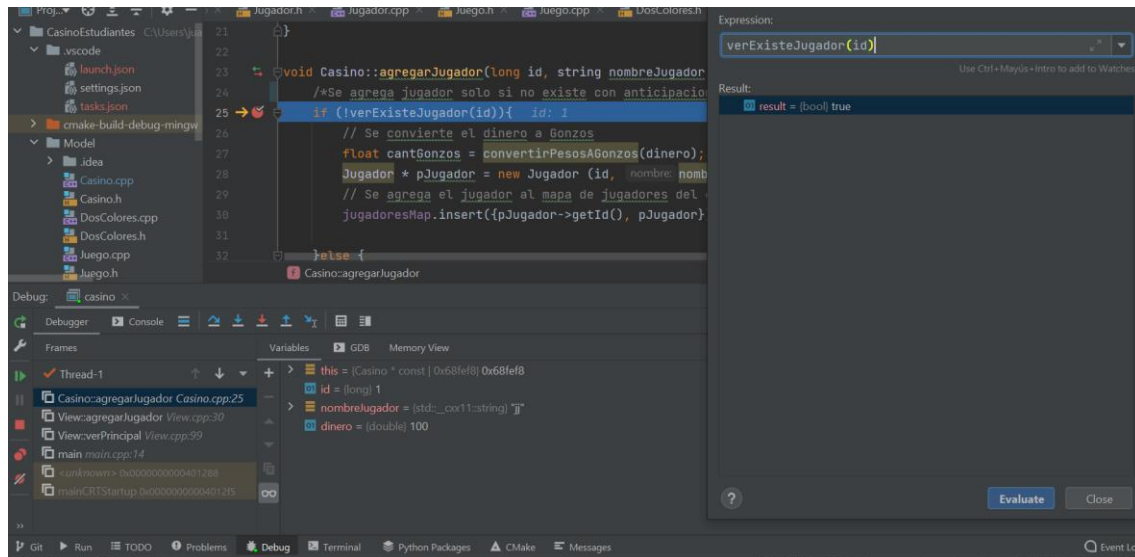 Proj...
Jugador.h × Jugador.cpp × Juego.h × Juego.cpp × DosColores.h
CasinoEstudiantes C:\Users\jua
.vscode
launch.json
settings.json
tasks.json
cmake-build-debug-mingw
Model
.idea
Casino.cpp
Casino.h
DosColores.cpp
DosColores.h
Juego.cpp
Juego.h
21 }
22
23 void Casino::agregarJugador(long id, string nombreJugador
24 /*Se agrega jugador solo si no existe con anticipacio
25 if (!verExisteJugador(id)){ id: 1
26 // Se convierte el dinero a Gonzos
27 float cantGonzos = convertirPesosAGonzos(dinero);
28 Jugador * pJugador = new Jugador (id, nombre: nomb
29 // Se agrega el jugador al mapa de jugadores del
30 jugadoresMap.insert({pJugador->getId(), pJugador}
31
32 }else {
Casino::agregarJugador
Expression:
verExisteJugador(id)
Use Ctrl+Mayús+Intro to add to Watches
Result:
result = {bool} true
Evaluate
Close
Debug: casino ×
Debugger Console
Frames
Variables GDB Memory View
Thread-1
Casino::agregarJugador Casino.cpp:25
View::agregarJugador View.cpp:30
View::verPrincipal View.cpp:99
main main.cpp:14
<unknown> 0x0000000000401288
mainCRTStartup 0x00000000004012f5
this = {Casino * const | 0x68fef8} 0x68fef8
id = {long} 1
nombreJugador = {std::__cxx11::string} "jj"
dinero = {double} 100
Git Run TODO Problems Debug Terminal Python Packages CMake Messages Event Lo